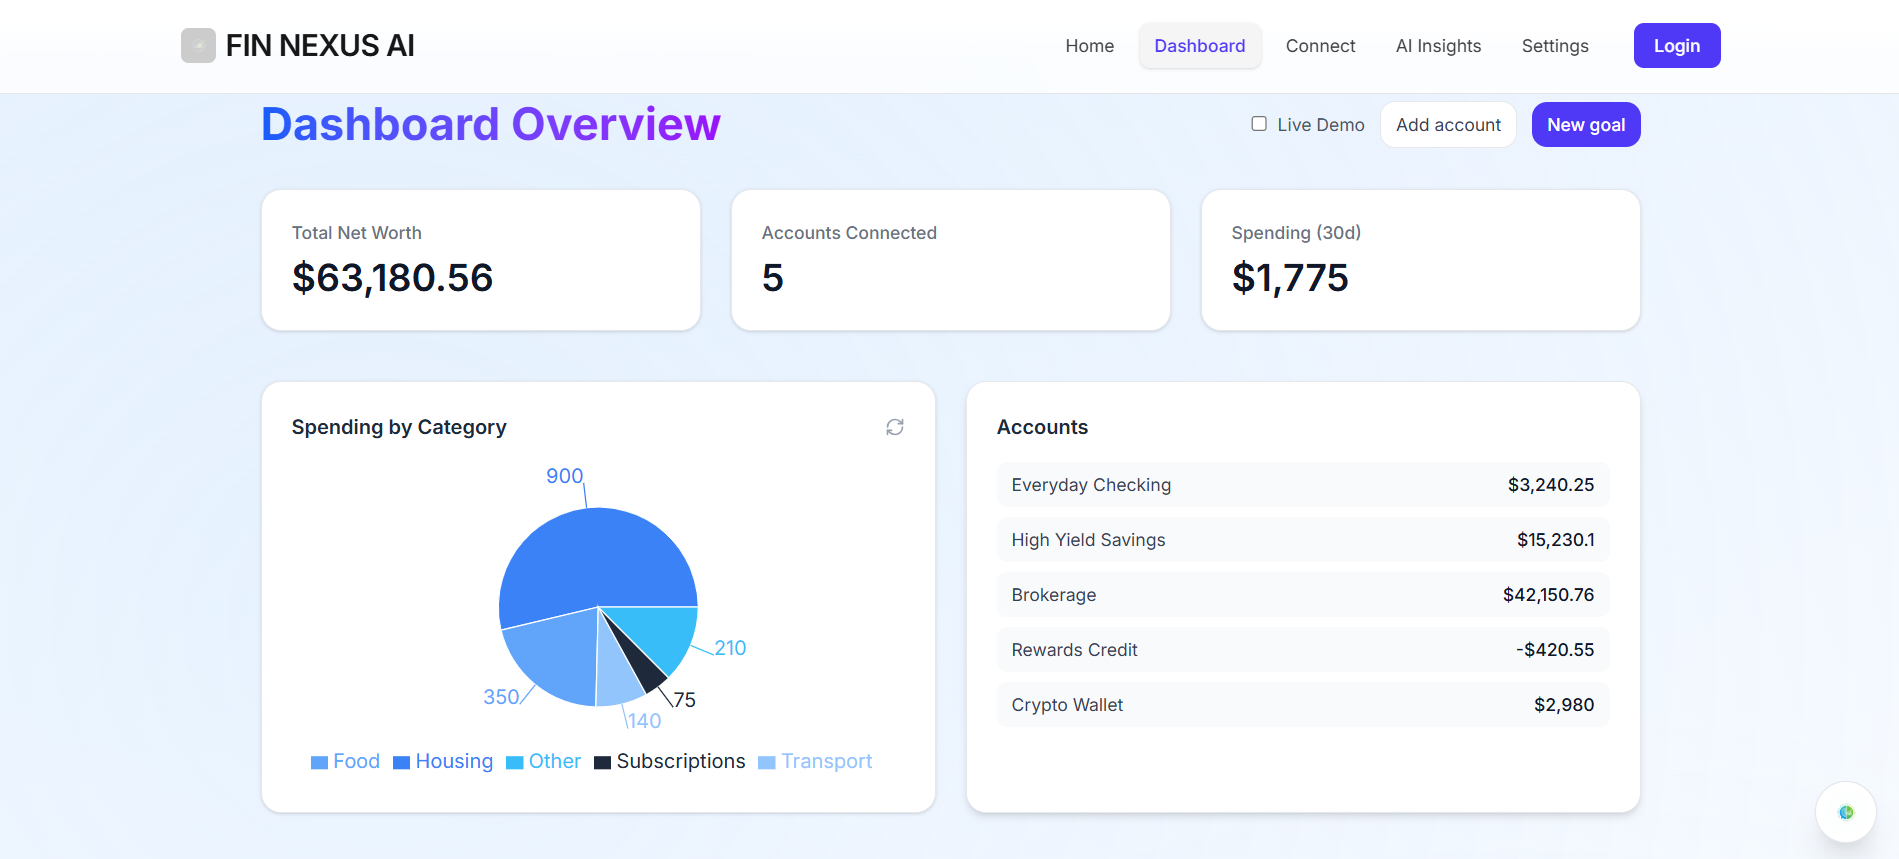 FIN NEXUS AI
Home Dashboard Connect AI Insights Settings Login
Dashboard Overview
Live Demo Add account New goal
Total Net Worth
$63,180.56
Accounts Connected
5
Spending (30d)
$1,775
Spending by Category
900
210
350
75
140
Food Housing Other Subscriptions Transport
Accounts
Everyday Checking $3,240.25
High Yield Savings $15,230.1
Brokerage $42,150.76
Rewards Credit -$420.55
Crypto Wallet $2,980